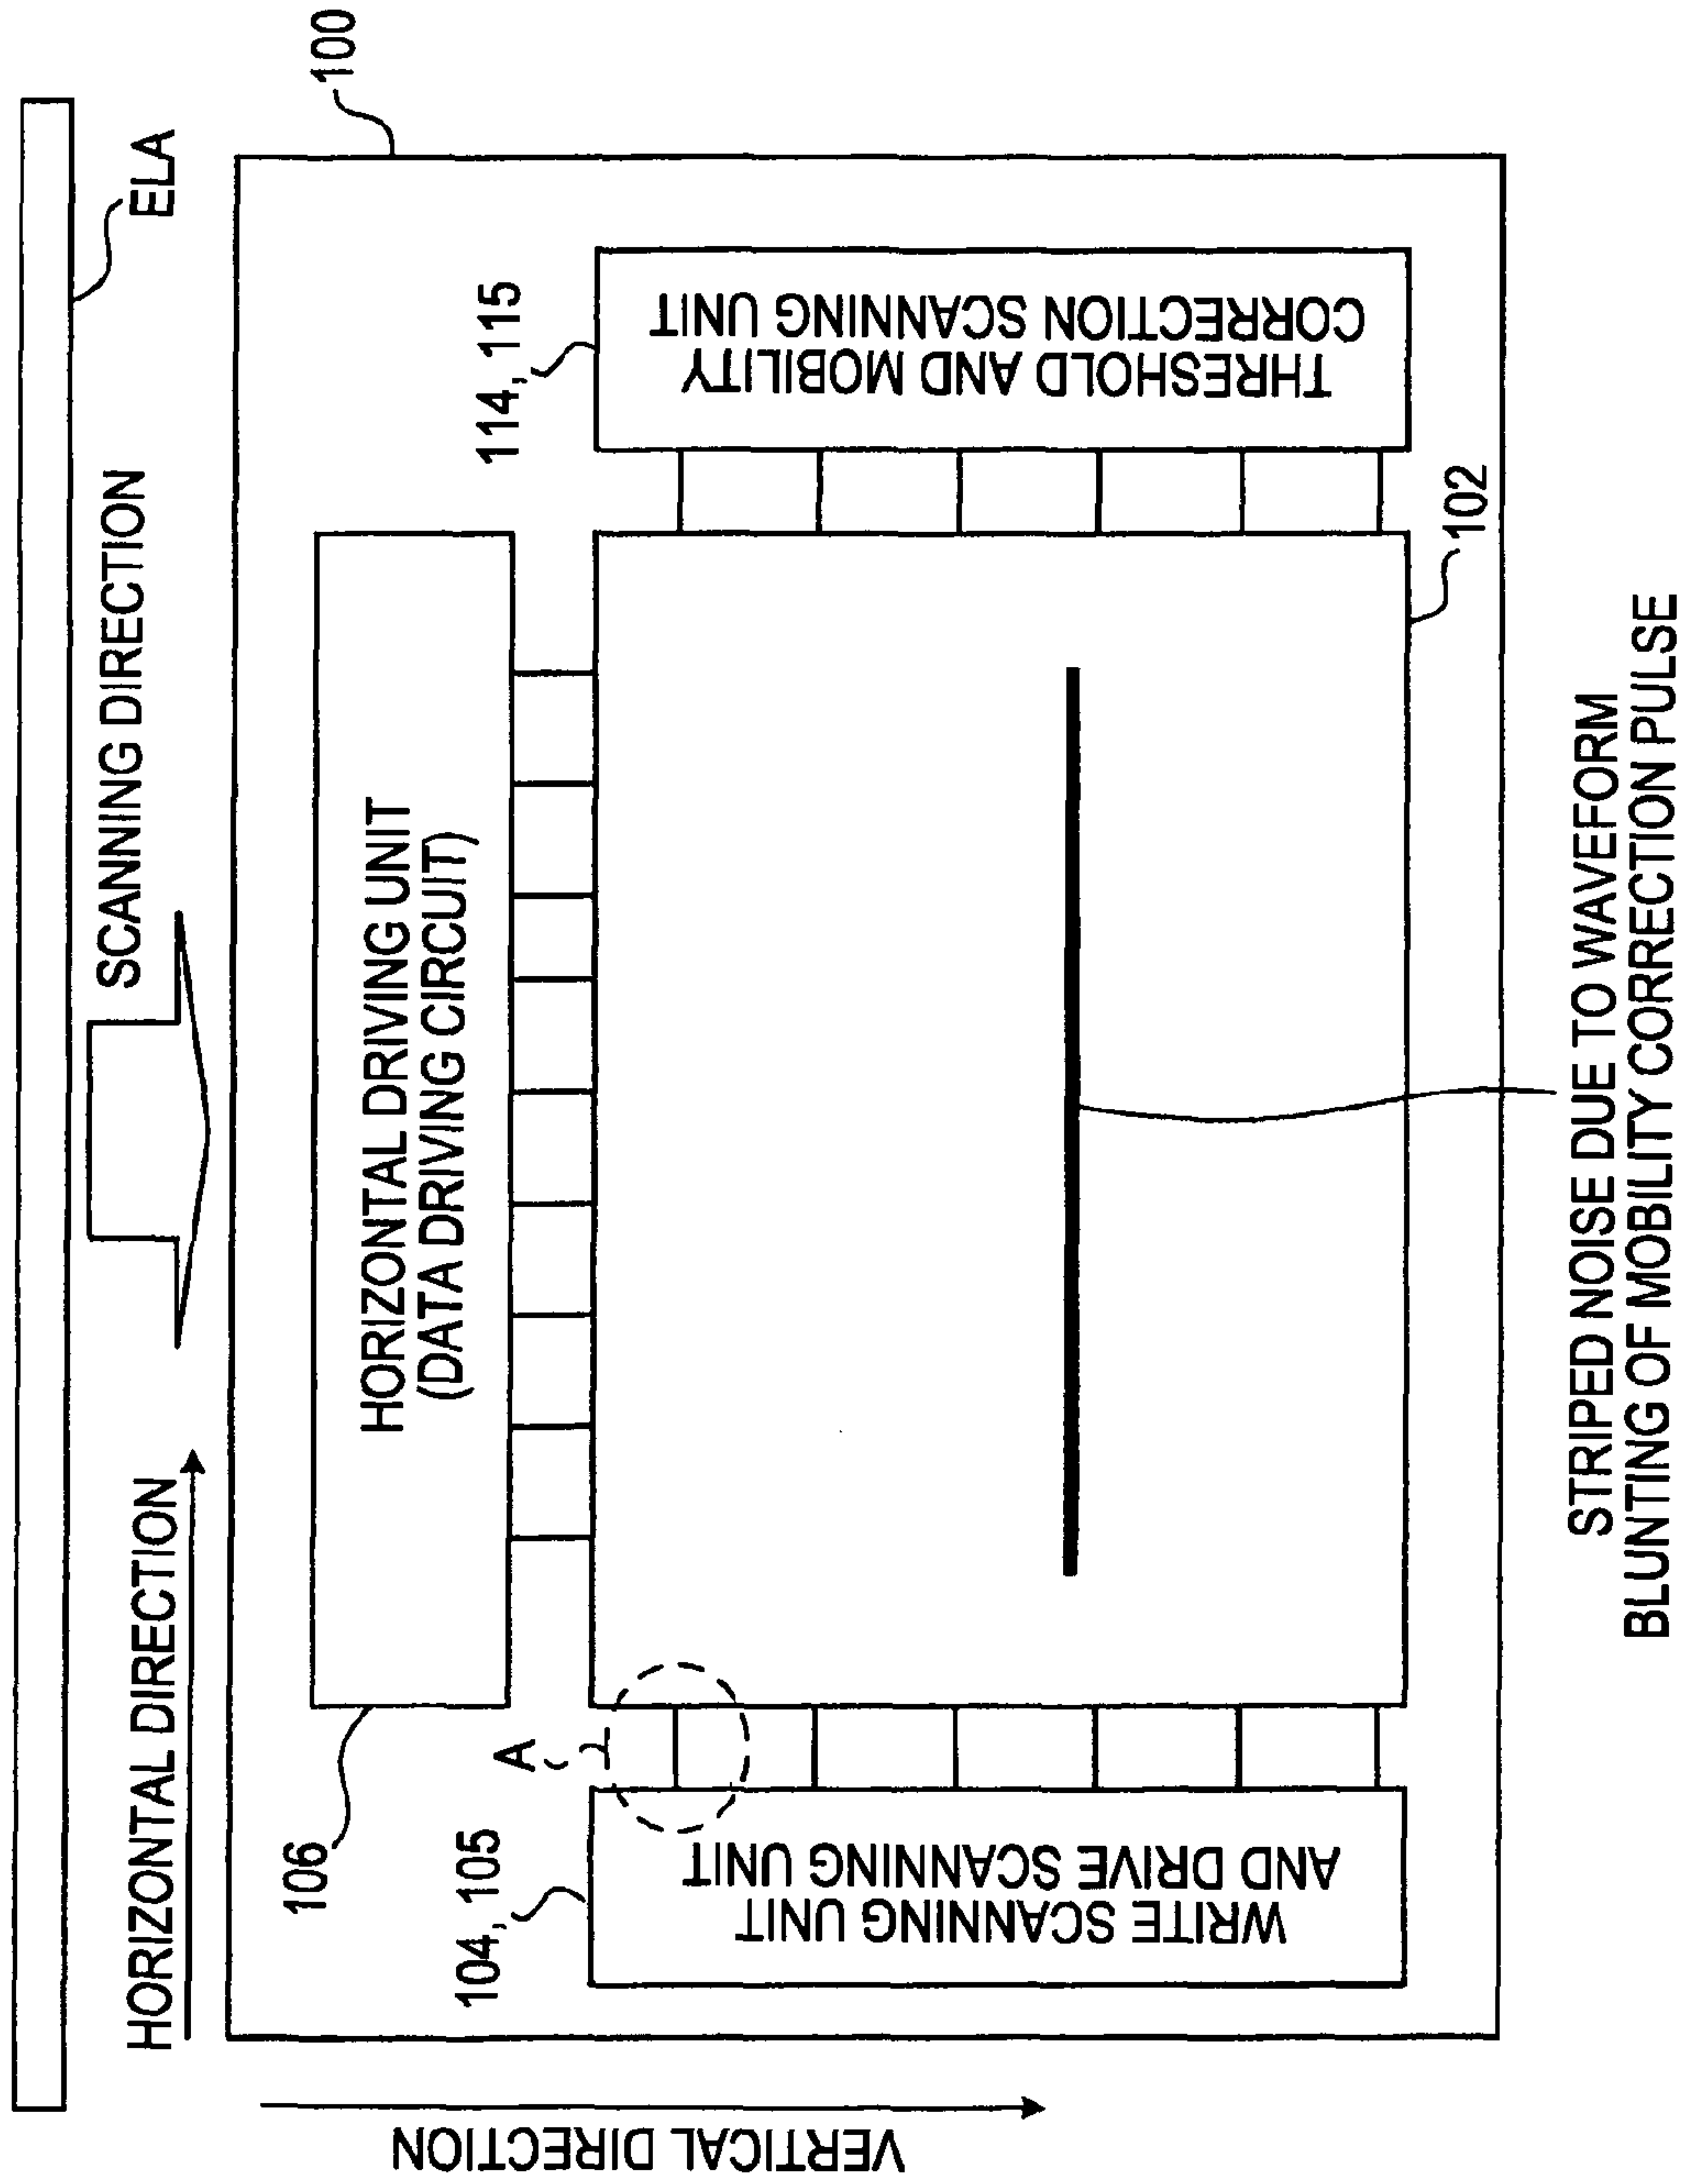 ELA
SCANNING DIRECTION
HORIZONTAL DIRECTION
100
VERTICAL DIRECTION
106
HORIZONTAL DRIVING UNIT
(DATA DRIVING CIRCUIT)
104, 105
A
114, 115
WRITE SCANNING UNIT
AND DRIVE SCANNING UNIT
THRESHOLD AND MOBILITY
CORRECTION SCANNING UNIT
102
STRIPED NOISE DUE TO WAVEFORM
BLUNTING OF MOBILITY CORRECTION PULSE